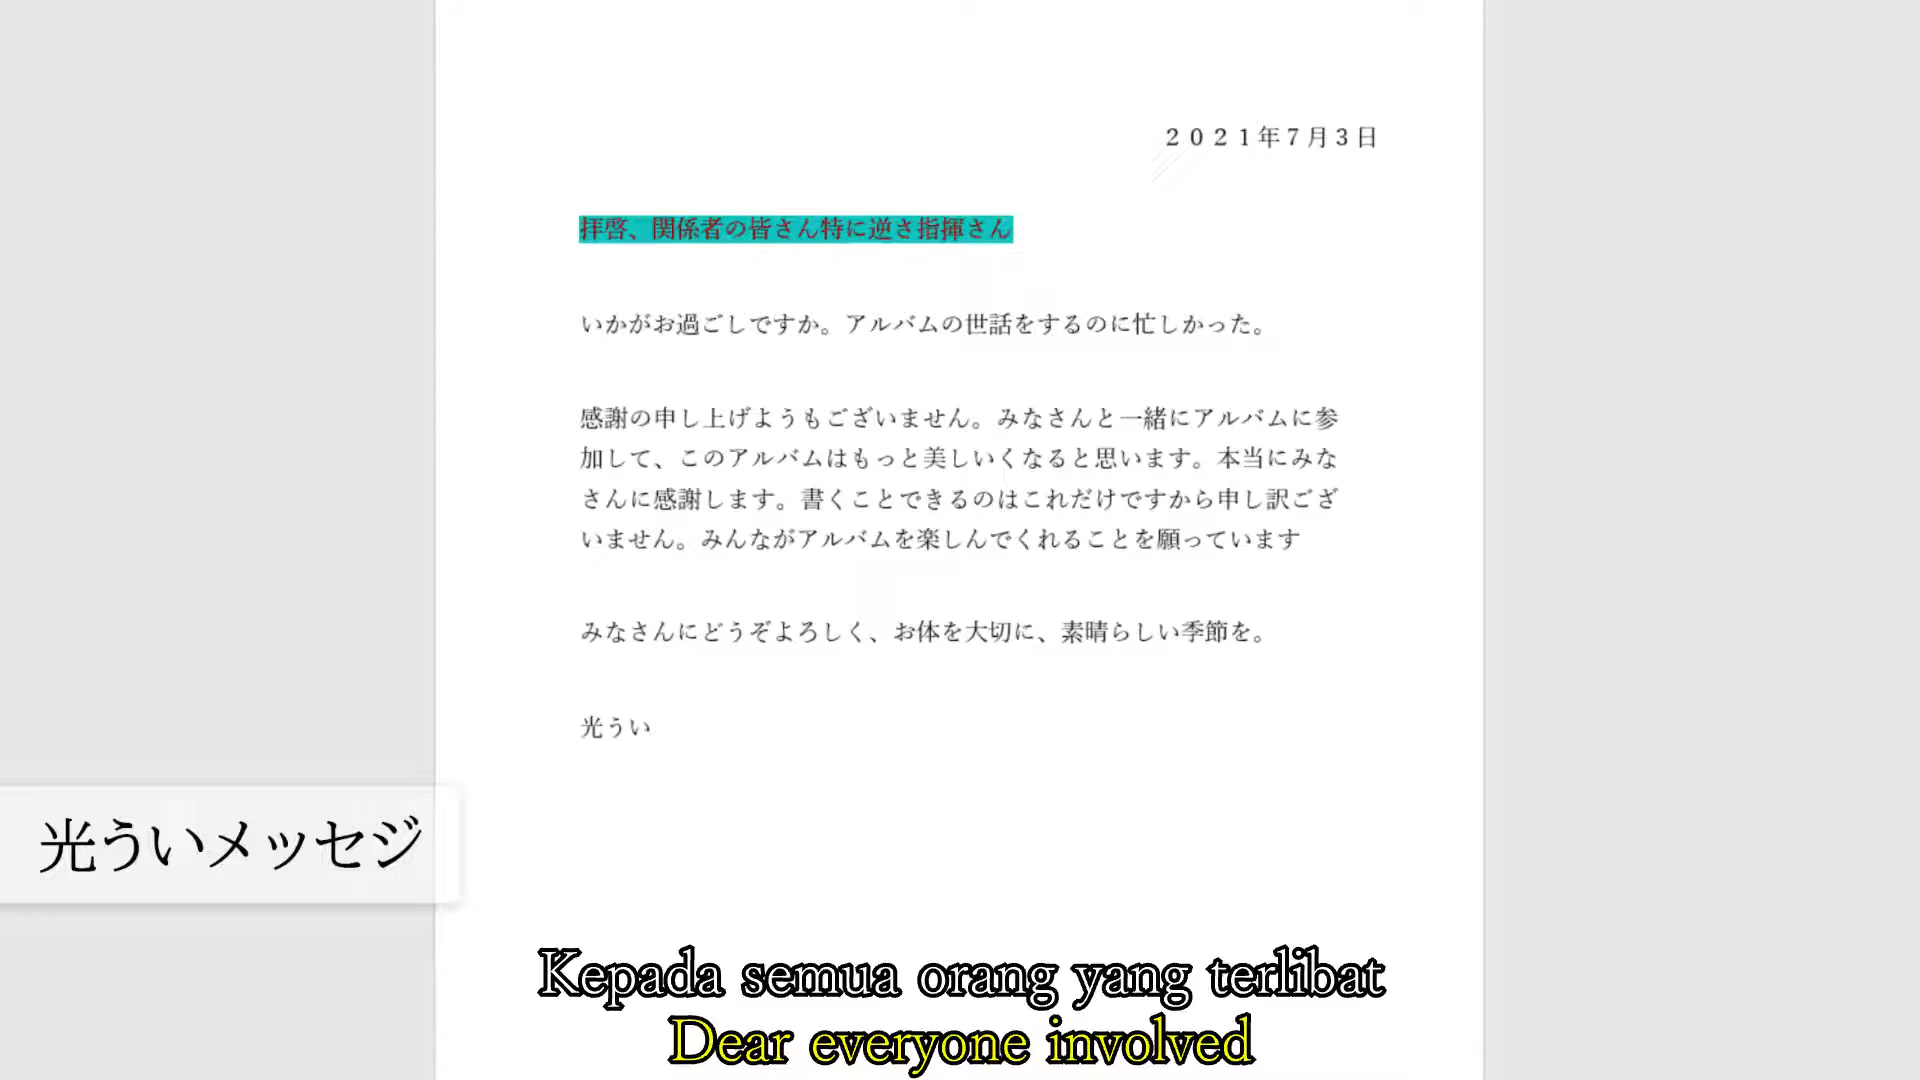 ２０２１年７月３日
拝啓、関係者の皆さん特に逆さ指揮さん
いかがお過ごしですか。アルバムの世話をするのに忙しかった。
感謝の申し上げようもございません。みなさんと一緒にアルバムに参
加して、このアルバムはもっと美しいくなると思います。本当にみな
さんに感謝します。書くことできるのはこれだけですから申し訳ござ
いません。みんながアルバムを楽しんでくれることを願っています
みなさんにどうぞよろしく、お体を大切に、素晴らしい季節を。
光うい
光ういメッセジ
Kepada semua orang yang terlibat
Dear everyone involved